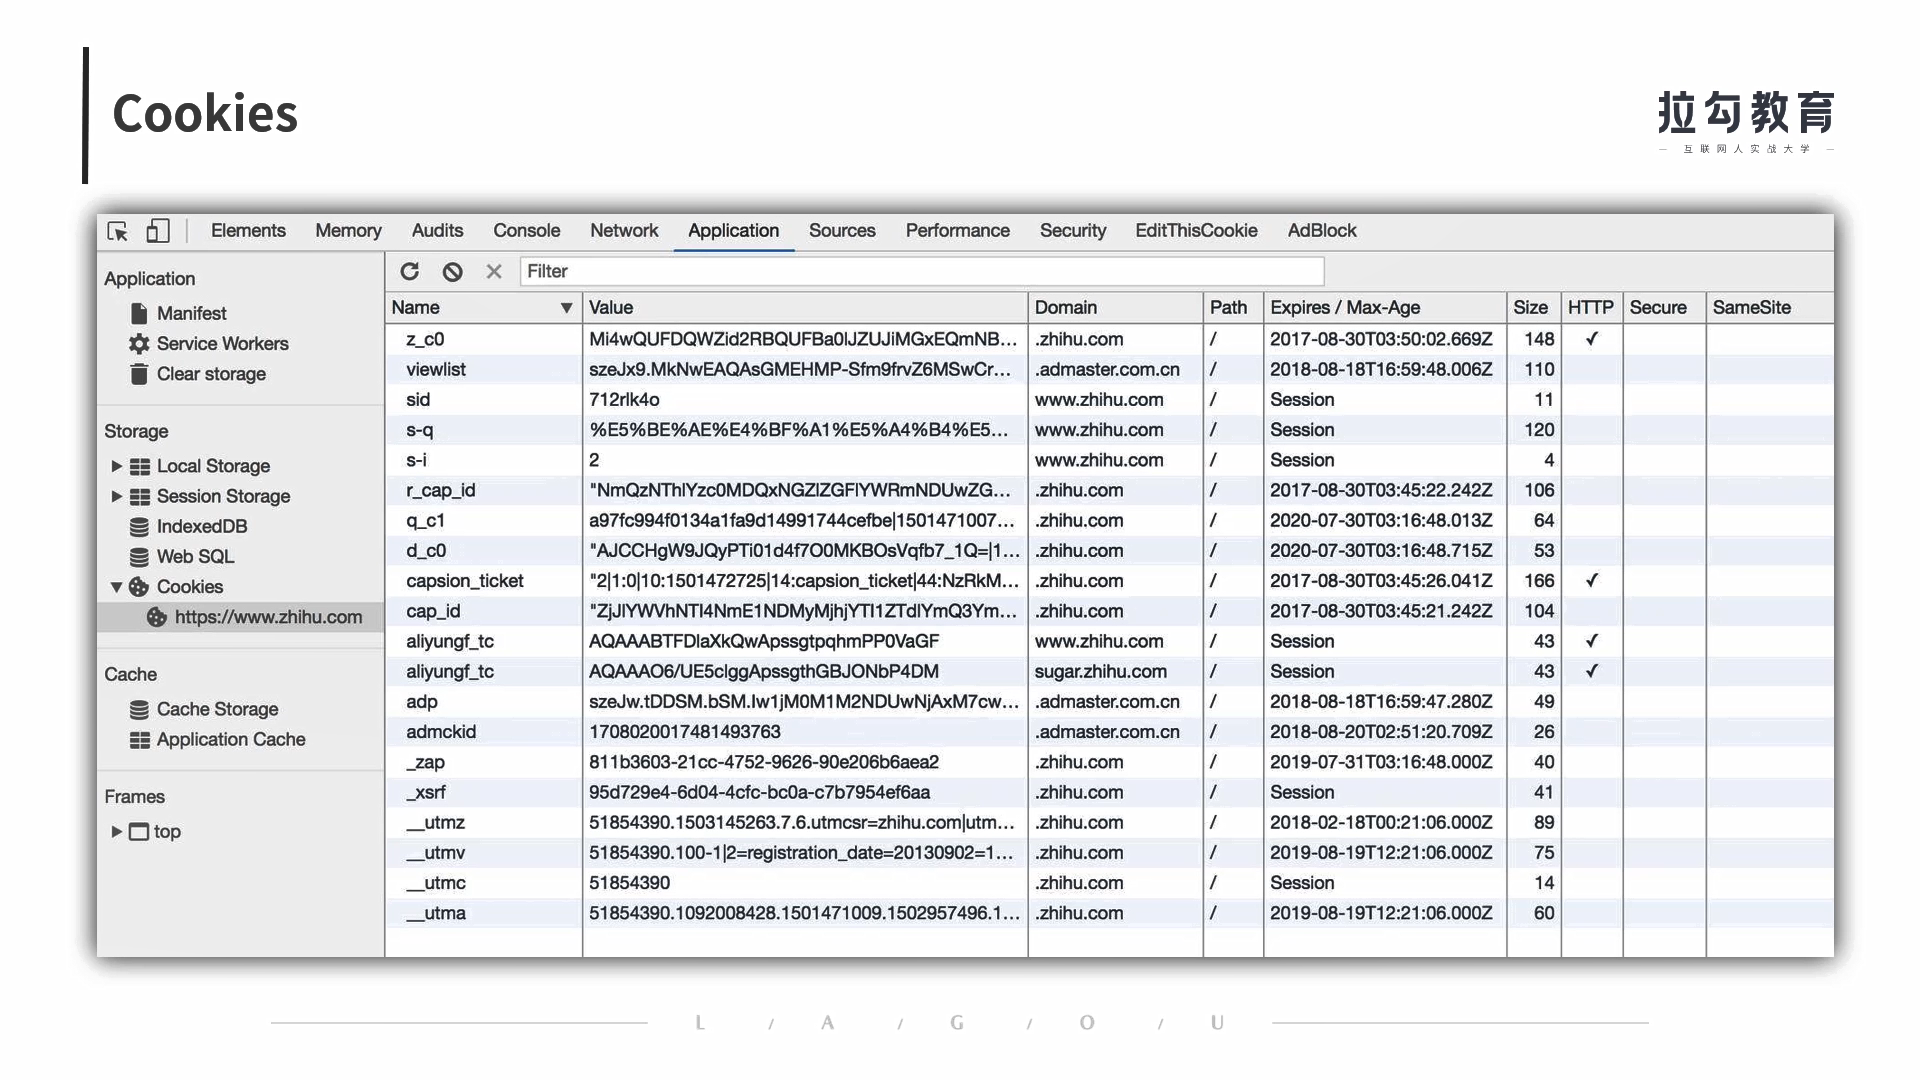 Cookies
拉勾教育
— 互联网人实战大学 —
Elements Memory Audits Console Network Application Sources Performance Security EditThisCookie AdBlock
Application
Manifest
Service Workers
Clear storage
Storage
Local Storage
Session Storage
IndexedDB
Web SQL
Cookies
https://www.zhihu.com
Cache
Cache Storage
Application Cache
Frames
top
Filter
Name Value Domain Path Expires / Max-Age Size HTTP Secure SameSite
z_c0 Mi4wQUFDQWZid2RBQUFBa0lJZUJiMGxEQmNB... .zhihu.com / 2017-08-30T03:50:02.669Z 148 ✓
viewlist szeJx9.MkNwEAQAsGMEHMP-Sfm9frvZ6MSwCr... .admaster.com.cn / 2018-08-18T16:59:48.006Z 110
sid 712rlk4o www.zhihu.com / Session 11
s-q %E5%BE%AE%E4%BF%A1%E5%A4%B4%E5... www.zhihu.com / Session 120
s-i 2 www.zhihu.com / Session 4
r_cap_id "NmQzNThlYzc0MDQxNGZlZGFlYWRmNDUwZG... .zhihu.com / 2017-08-30T03:45:22.242Z 106
q_c1 a97fc994f0134a1fa9d14991744cefbe|1501471007... .zhihu.com / 2020-07-30T03:16:48.013Z 64
d_c0 "AJCCHgW9JQyPTi01d4f7O0MKBOsVqfb7_1Q=|1... .zhihu.com / 2020-07-30T03:16:48.715Z 53
capsion_ticket "2|1:0|10:1501472725|14:capsion_ticket|44:NzRkM... .zhihu.com / 2017-08-30T03:45:26.041Z 166 ✓
cap_id "ZjJlYWVhNTI4NmE1NDMyMjhjYTI1ZTdlYmQ3Ym... .zhihu.com / 2017-08-30T03:45:21.242Z 104
aliyungf_tc AQAAABTFDlaXkQwApssgtpqhmPP0VaGF www.zhihu.com / Session 43 ✓
aliyungf_tc AQAAAO6/UE5clggApssgthGBJONbP4DM sugar.zhihu.com / Session 43 ✓
adp szeJw.tDDSM.bSM.Iw1jM0M1M2NDUwNjAxM7cw... .admaster.com.cn / 2018-08-18T16:59:47.280Z 49
admckid 1708020017481493763 .admaster.com.cn / 2018-08-20T02:51:20.709Z 26
_zap 811b3603-21cc-4752-9626-90e206b6aea2 .zhihu.com / 2019-07-31T03:16:48.000Z 40
_xsrf 95d729e4-6d04-4cfc-bc0a-c7b7954ef6aa .zhihu.com / Session 41
__utmz 51854390.1503145263.7.6.utmcsr=zhihu.com|utm... .zhihu.com / 2018-02-18T00:21:06.000Z 89
__utmv 51854390.100-1|2=registration_date=20130902=1... .zhihu.com / 2019-08-19T12:21:06.000Z 75
__utmc 51854390 .zhihu.com / Session 14
__utma 51854390.1092008428.1501471009.1502957496.1... .zhihu.com / 2019-08-19T12:21:06.000Z 60
L / A / G / O / U